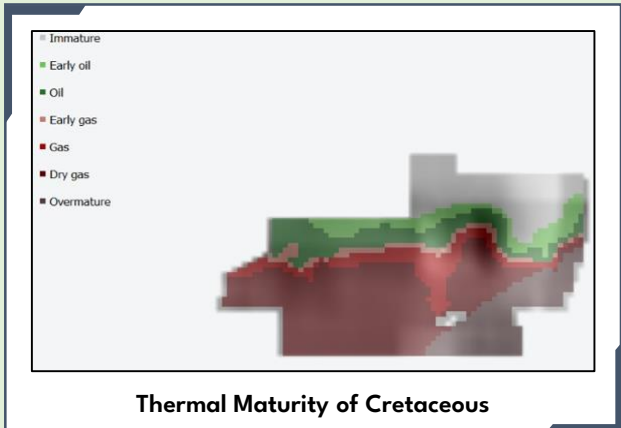 Immature
Early oil
Oil
Early gas
Gas
Dry gas
Overmature
Thermal Maturity of Cretaceous